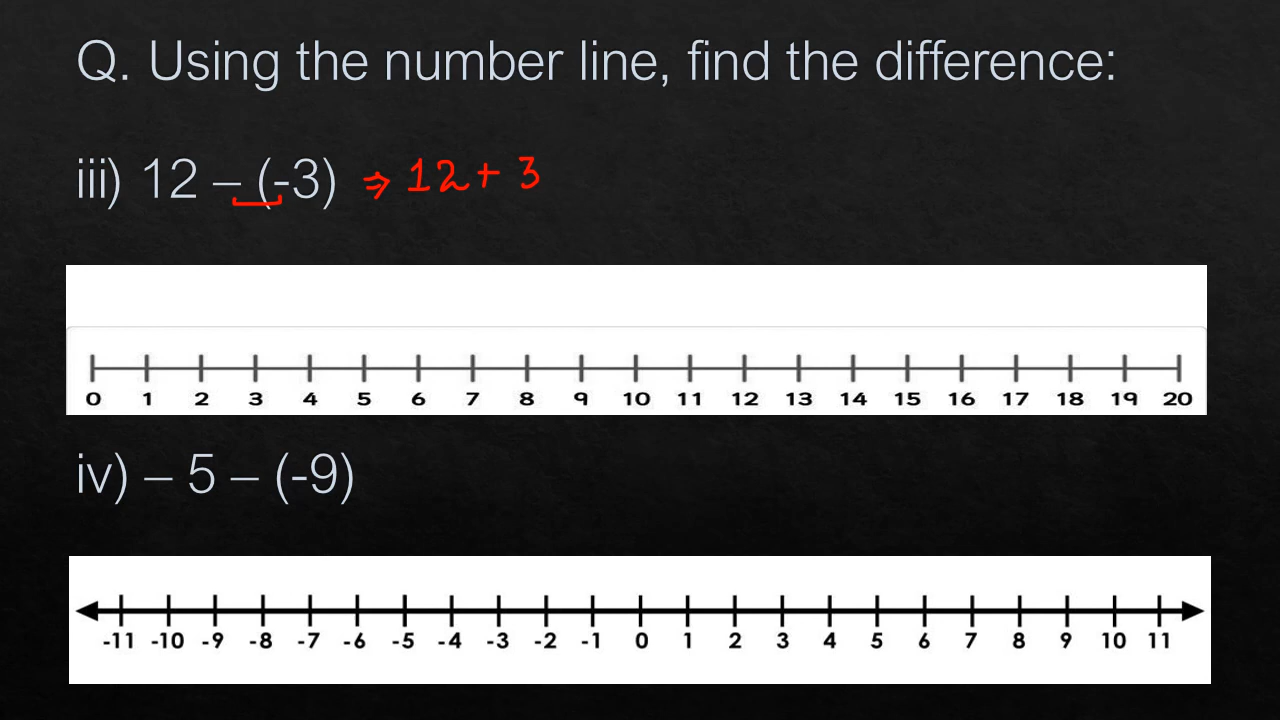 Q. Using the number line, find the difference:
iii) 12 – (-3) ⇒ 12 + 3
0 1 2 3 4 5 6 7 8 9 10 11 12 13 14 15 16 17 18 19 20
iv) – 5 – (-9)
-11 -10 -9 -8 -7 -6 -5 -4 -3 -2 -1 0 1 2 3 4 5 6 7 8 9 10 11